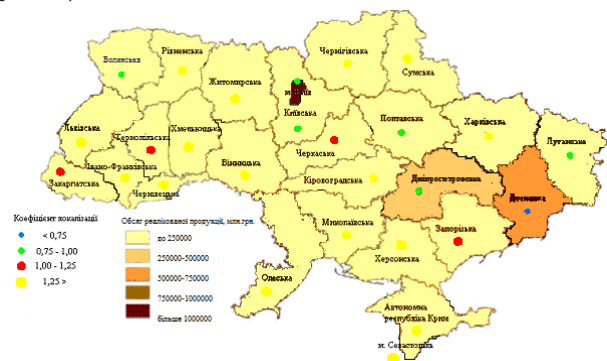 Чернігівська
Рівненська
Волинська
Сумська
Житомирська
Київська
Львівська
Тернопільська
Хмельницька
Полтавська
Харківська
Луганська
Черкаська
Вінницька
Івано-Франківська
Закарпатська
Чернівецька
Кіровоградська
Дніпропетровська
Донецька
Миколаївська
Запорізька
Херсонська
Одеська
Автономна
республіка Крим
м. Севастопіль
Коефіцієнт локалізації
< 0,75
0,75 - 1,00
1,00 - 1,25
1,25 >
Обсяг реалізованої продукції, млн.грн.
до 250000
250000-500000
500000-750000
750000-1000000
більше 1000000